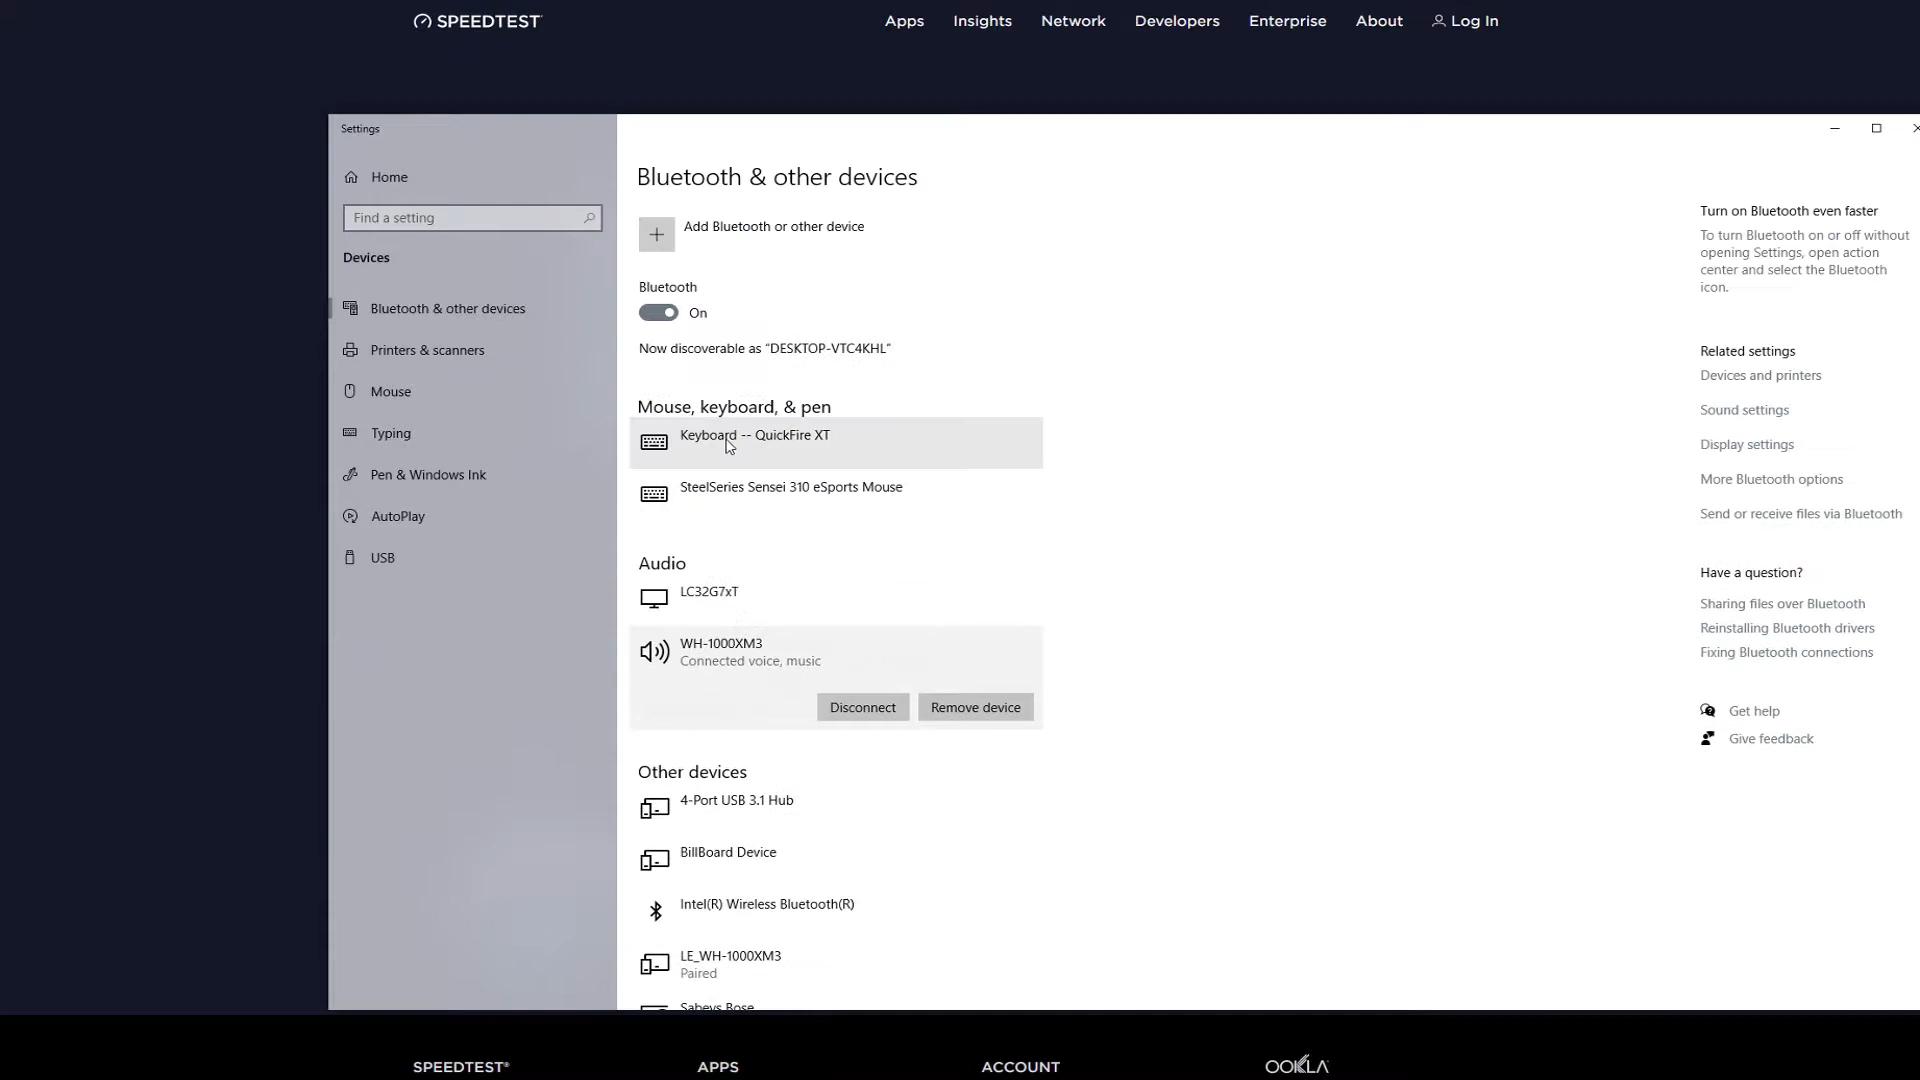 SPEEDTEST
Apps
Insights
Network
Developers
Enterprise
About
Log In
Settings
Home
Find a setting
Devices
Bluetooth & other devices
Printers & scanners
Mouse
Typing
Pen & Windows Ink
AutoPlay
USB
Bluetooth & other devices
Add Bluetooth or other device
Bluetooth
On
Now discoverable as “DESKTOP-VTC4KHL”
Mouse, keyboard, & pen
Keyboard -- QuickFire XT
SteelSeries Sensei 310 eSports Mouse
Audio
LC32G7xT
WH-1000XM3
Connected voice, music
Disconnect
Remove device
Other devices
4-Port USB 3.1 Hub
BillBoard Device
Intel(R) Wireless Bluetooth(R)
LE_WH-1000XM3
Paired
Sabeys Bose
Turn on Bluetooth even faster
To turn Bluetooth on or off without
opening Settings, open action
center and select the Bluetooth
icon.
Related settings
Devices and printers
Sound settings
Display settings
More Bluetooth options
Send or receive files via Bluetooth
Have a question?
Sharing files over Bluetooth
Reinstalling Bluetooth drivers
Fixing Bluetooth connections
Get help
Give feedback
SPEEDTEST®
APPS
ACCOUNT
OOKLA